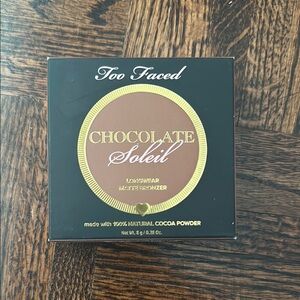 Too Faced
CHOCOLATE
Soleil
LONGWEAR
MATTE BRONZER
made with 100% NATURAL COCOA POWDER
Net Wt. 8 g / 0.28 Oz.